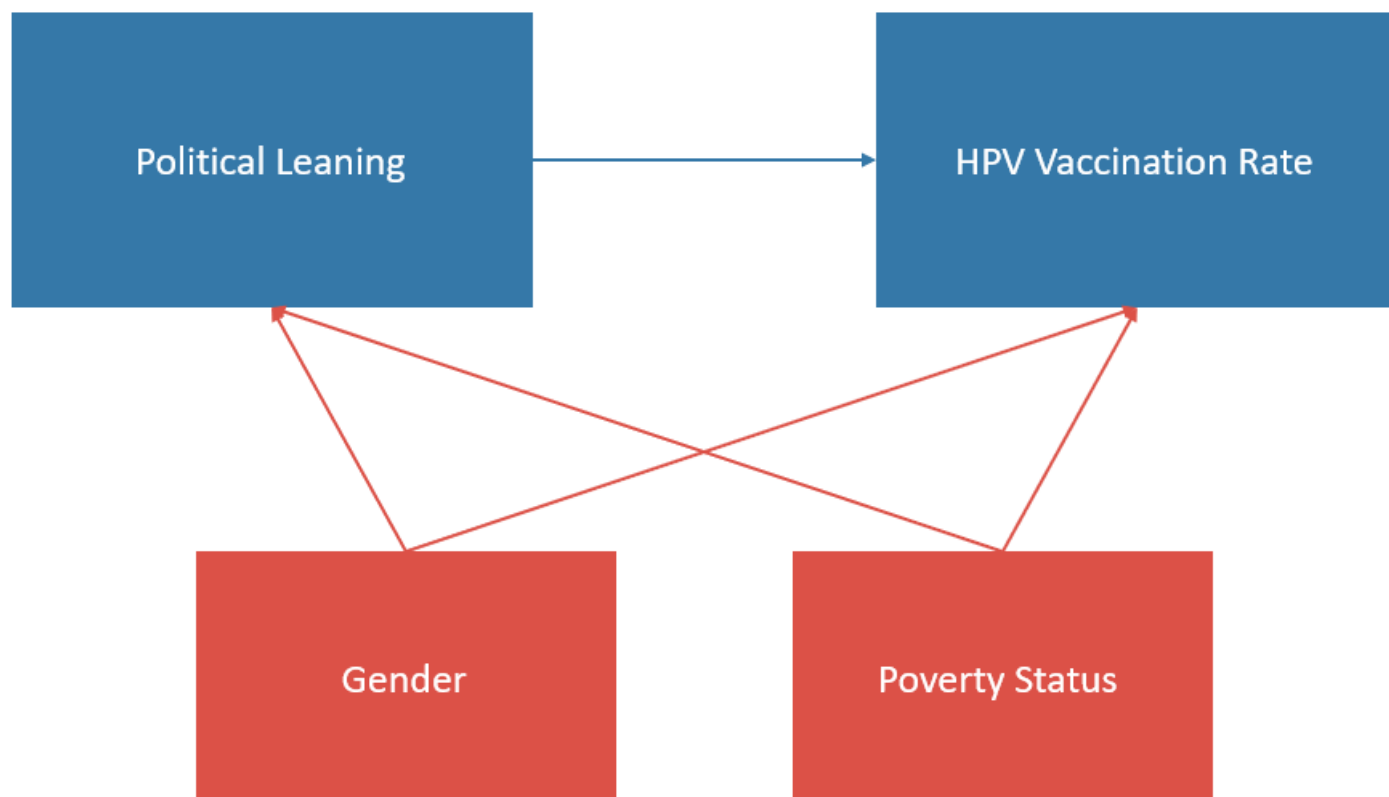 Political Leaning
HPV Vaccination Rate
Gender
Poverty Status